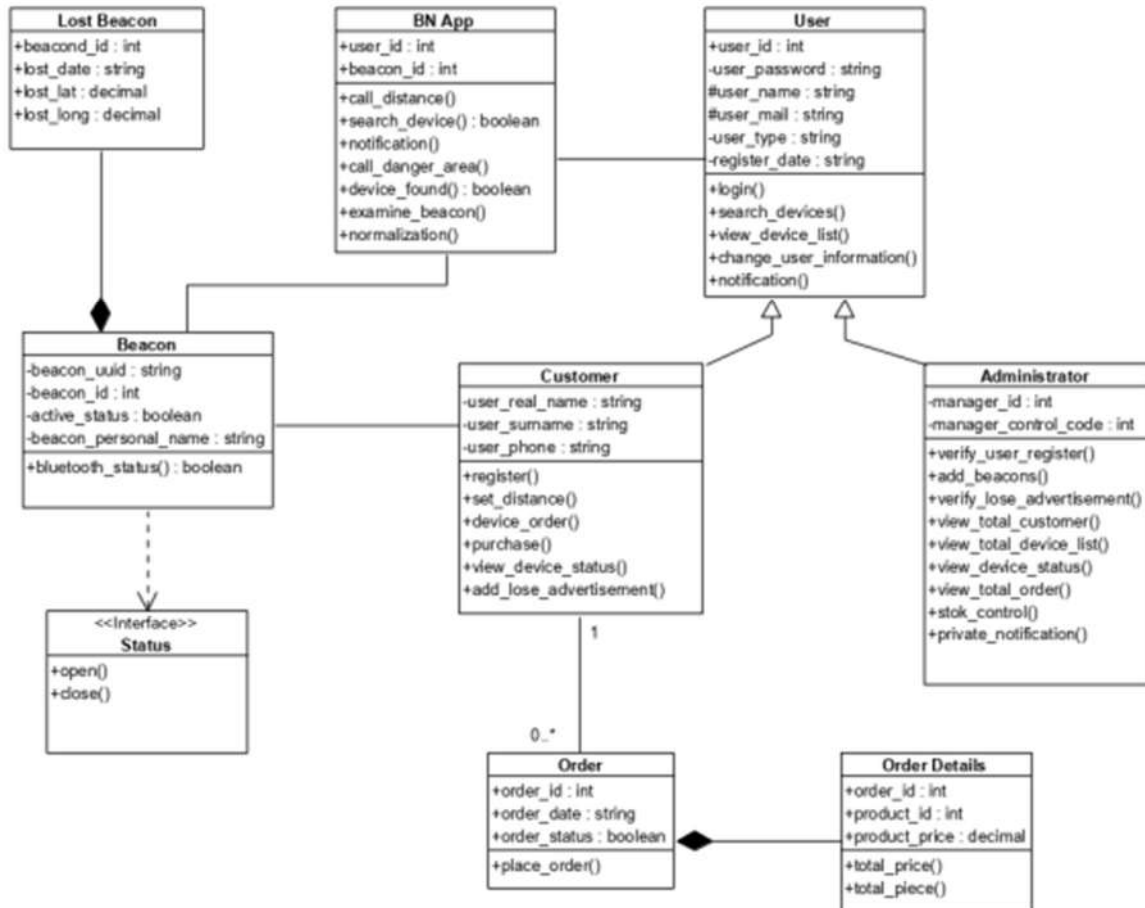 Lost Beacon
+beacond_id : int
+lost_date : string
+lost_lat : decimal
+lost_long : decimal
BN App
+user_id : int
+beacon_id : int
+call_distance()
+search_device() : boolean
+notification()
+call_danger_area()
+device_found() : boolean
+examine_beacon()
+normalization()
User
+user_id : int
-user_password : string
#user_name : string
#user_mail : string
-user_type : string
-register_date : string
+login()
+search_devices()
+view_device_list()
+change_user_information()
+notification()
Beacon
-beacon_uuid : string
-beacon_id : int
-active_status : boolean
-beacon_personal_name : string
+bluetooth_status() : boolean
Customer
-user_real_name : string
-user_surname : string
-user_phone : string
+register()
+set_distance()
+device_order()
+purchase()
+view_device_status()
+add_lose_advertisement()
Administrator
-manager_id : int
-manager_control_code : int
+verify_user_register()
+add_beacons()
+verify_lose_advertisement()
+view_total_customer()
+view_total_device_list()
+view_device_status()
+view_total_order()
+stok_control()
+private_notification()
<<Interface>>
Status
+open()
+close()
1
0..*
Order
+order_id : int
+order_date : string
+order_status : boolean
+place_order()
Order Details
+order_id : int
+product_id : int
+product_price : decimal
+total_price()
+total_piece()